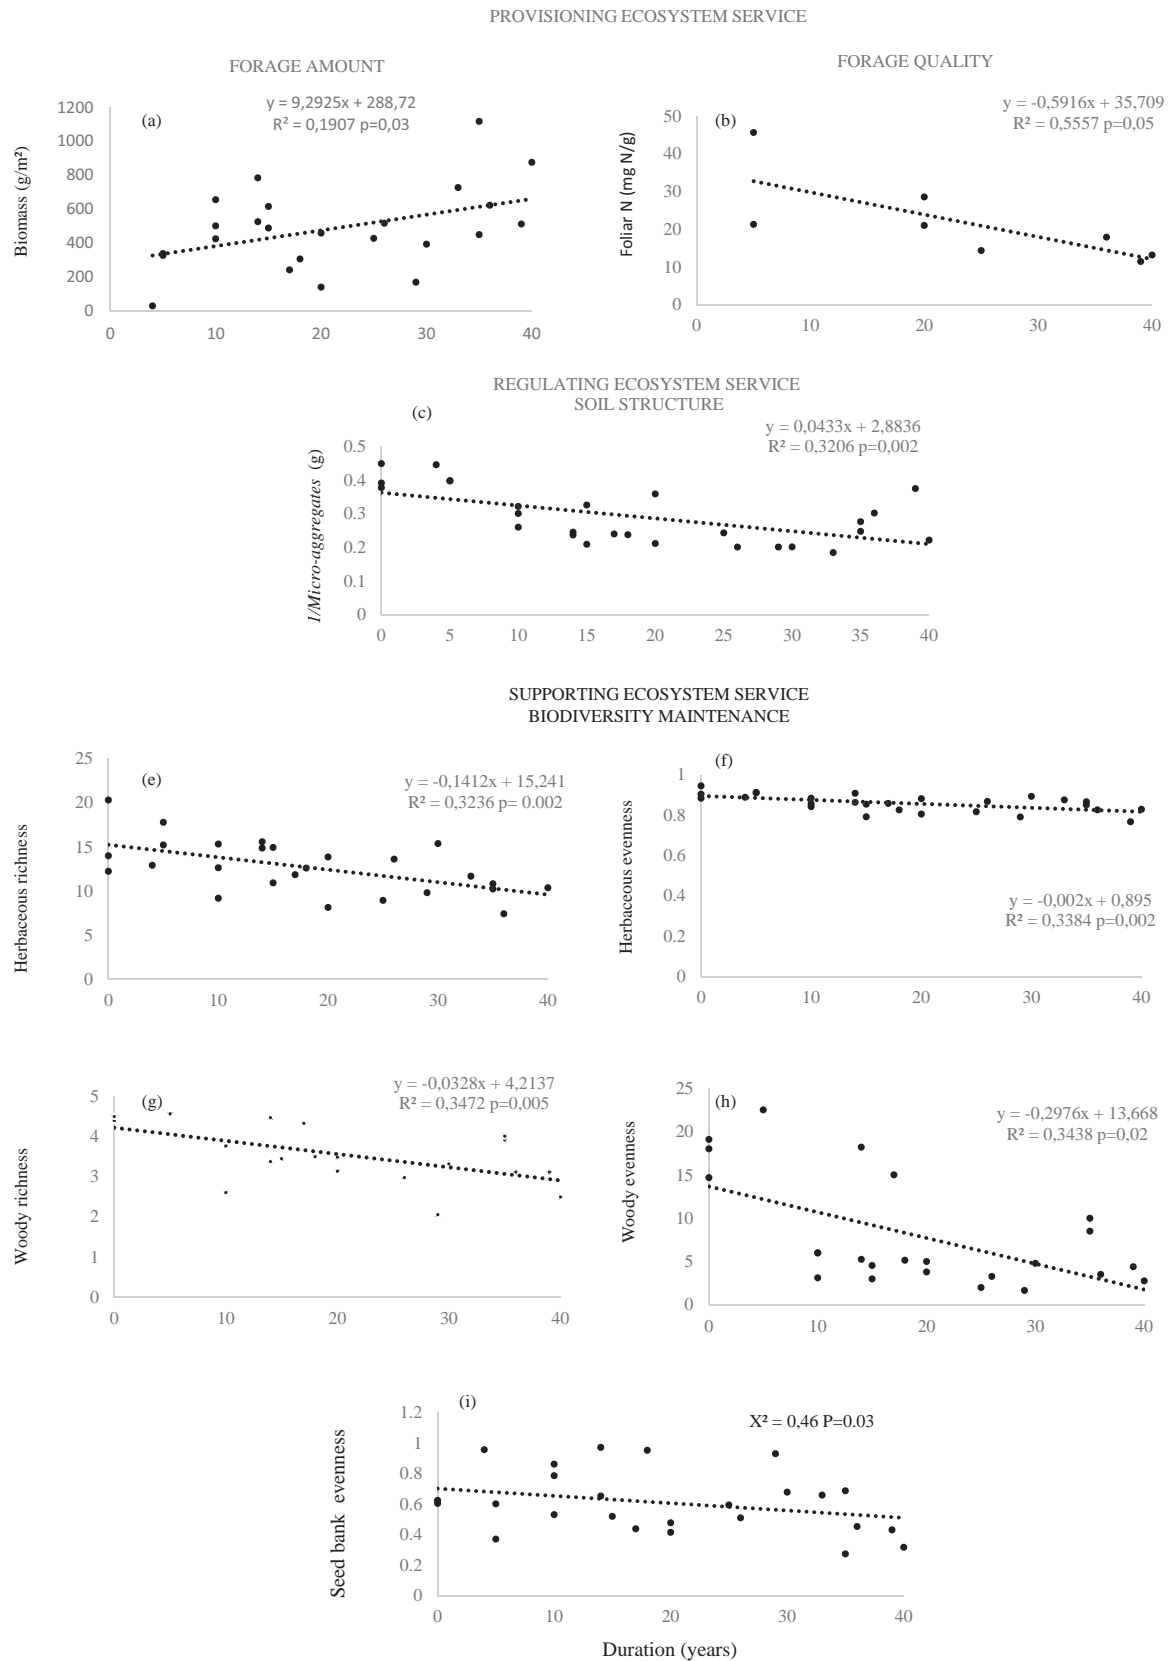 PROVISIONING ECOSYSTEM SERVICE
FORAGE AMOUNT
y = 9,2925x + 288,72
R² = 0,1907 p=0,03
(a)
Biomass (g/m²)
1200
1000
800
600
400
200
0
0 10 20 30 40
FORAGE QUALITY
y = -0,5916x + 35,709
R² = 0,5557 p=0,05
(b)
Foliar N (mg N/g)
50
40
30
20
10
0
0 10 20 30 40
REGULATING ECOSYSTEM SERVICE
SOIL STRUCTURE
(c)
y = 0,0433x + 2,8836
R² = 0,3206 p=0,002
1/Micro-aggregates (g)
0.5
0.4
0.3
0.2
0.1
0
0 5 10 15 20 25 30 35 40
SUPPORTING ECOSYSTEM SERVICE
BIODIVERSITY MAINTENANCE
(e)
y = -0,1412x + 15,241
R² = 0,3236 p= 0.002
Herbaceous richness
25
20
15
10
5
0
0 10 20 30 40
(f)
Herbaceous evenness
1
0.8
0.6
0.4
0.2
0
y = -0,002x + 0,895
R² = 0,3384 p=0,002
0 10 20 30 40
(g)
y = -0,0328x + 4,2137
R² = 0,3472 p=0,005
Woody richness
5
4
3
2
1
0
0 10 20 30 40
(h)
y = -0,2976x + 13,668
R² = 0,3438 p=0,02
Woody evenness
25
20
15
10
5
0
0 10 20 30 40
(i)
X² = 0,46 P=0.03
Seed bank evenness
1.2
1
0.8
0.6
0.4
0.2
0
0 10 20 30 40
Duration (years)